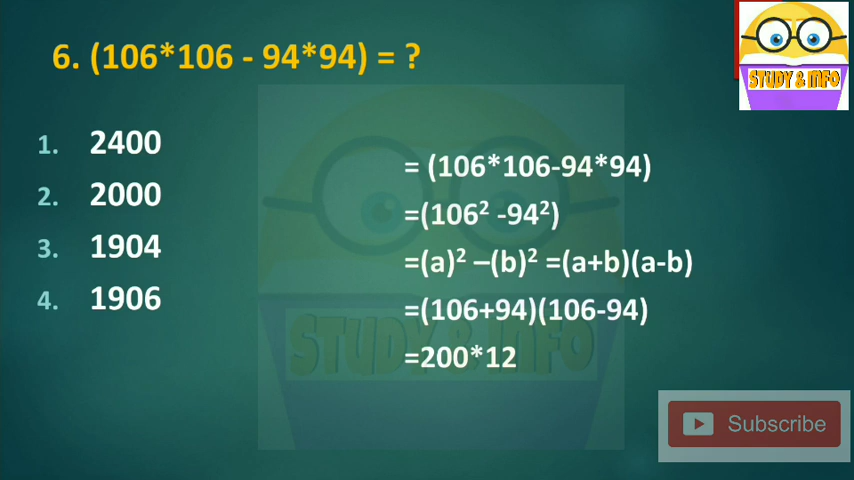 6. (106*106 - 94*94) = ?
STUDY & INFO
1. 2400
2. 2000
3. 1904
4. 1906
= (106*106-94*94)
=(106² -94²)
=(a)² –(b)² =(a+b)(a-b)
=(106+94)(106-94)
=200*12
STUDY & INFO
Subscribe